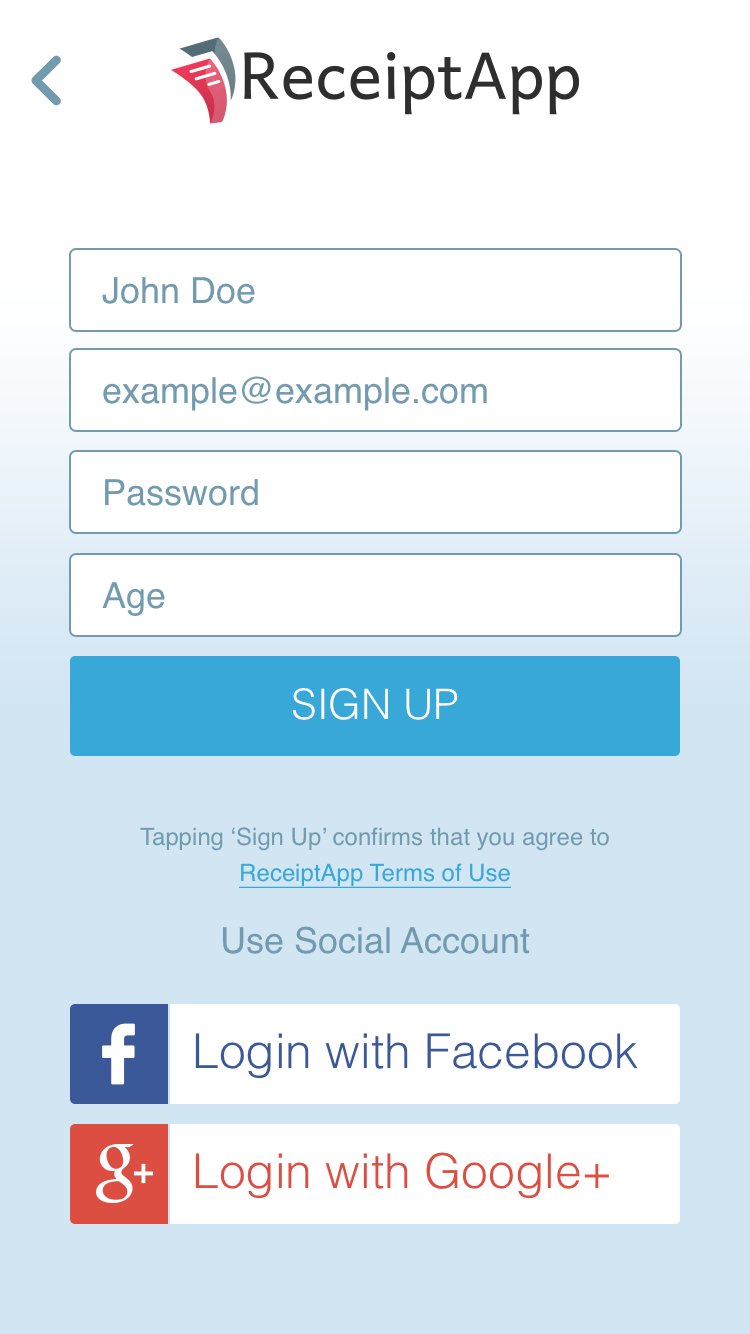 ReceiptApp
John Doe
example@example.com
Password
Age
SIGN UP
Tapping ‘Sign Up’ confirms that you agree to
ReceiptApp Terms of Use
Use Social Account
f Login with Facebook
g+ Login with Google+